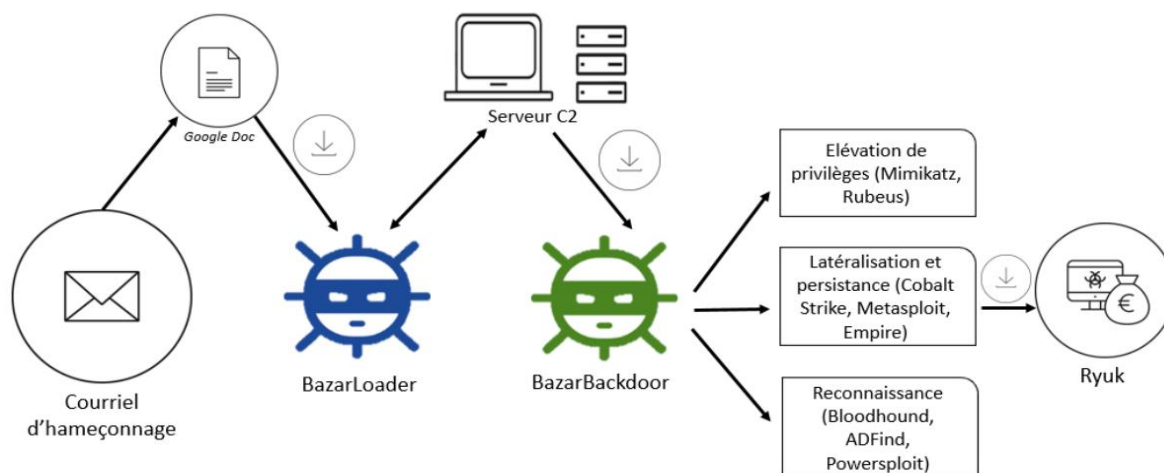 Google Doc
Serveur C2
Courriel
d'hameçonnage
BazarLoader
BazarBackdoor
Elévation de
privilèges (Mimikatz,
Rubeus)
Latéralisation et
persistance (Cobalt
Strike, Metasploit,
Empire)
Reconnaissance
(Bloodhound,
ADFind,
Powersploit)
€
Ryuk